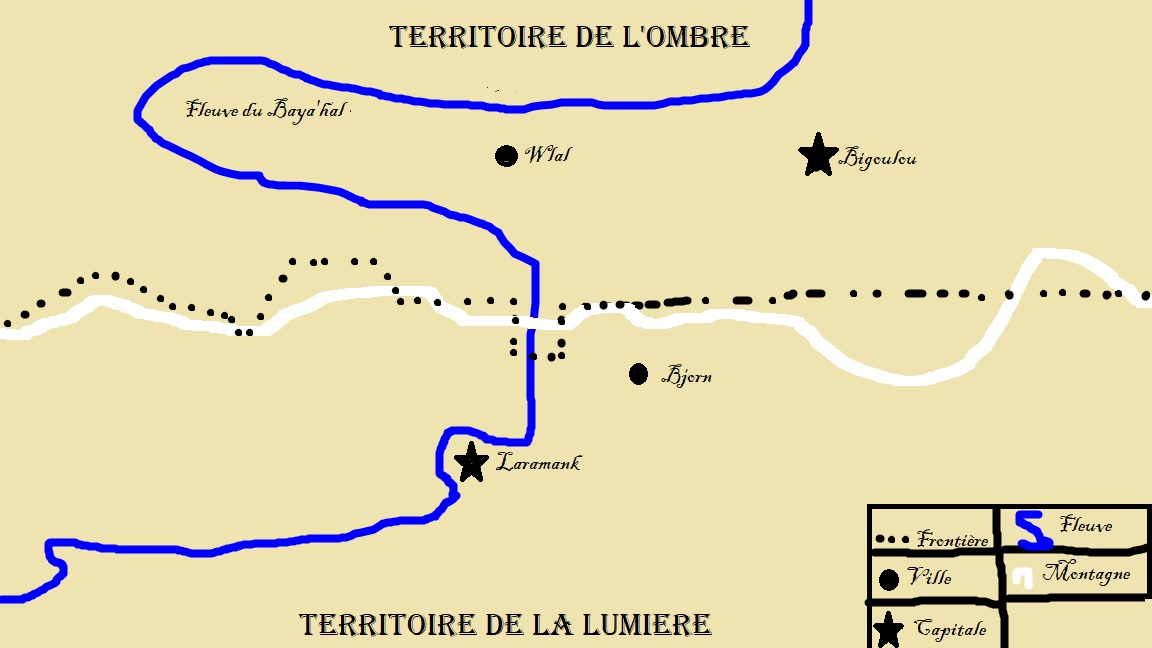 TERRITOIRE DE L'OMBRE
Fleuve du Baya'hal
Wlal
Bigoulou
Bjorn
Laramank
Frontière
Fleuve
Ville
Montagne
Capitale
TERRITOIRE DE LA LUMIERE